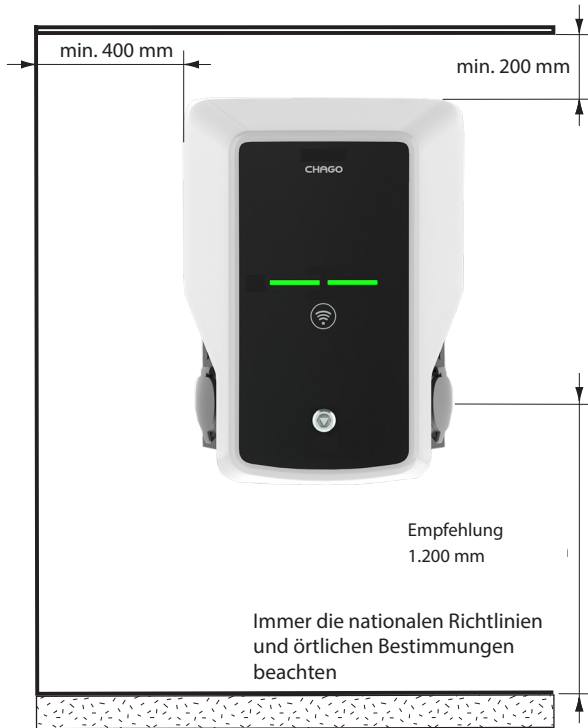 min. 400 mm
min. 200 mm
CHAGO
Empfehlung
1.200 mm
Immer die nationalen Richtlinien
und örtlichen Bestimmungen
beachten